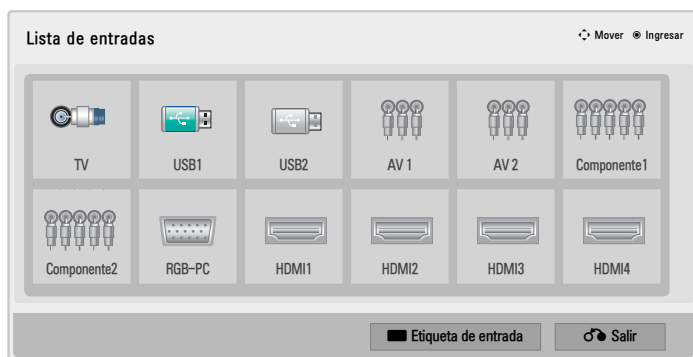 Lista de entradas
Mover Ingresar
TV USB1 USB2 AV 1 AV 2 Componente1
Componente2 RGB-PC HDMI1 HDMI2 HDMI3 HDMI4
Etiqueta de entrada Salir